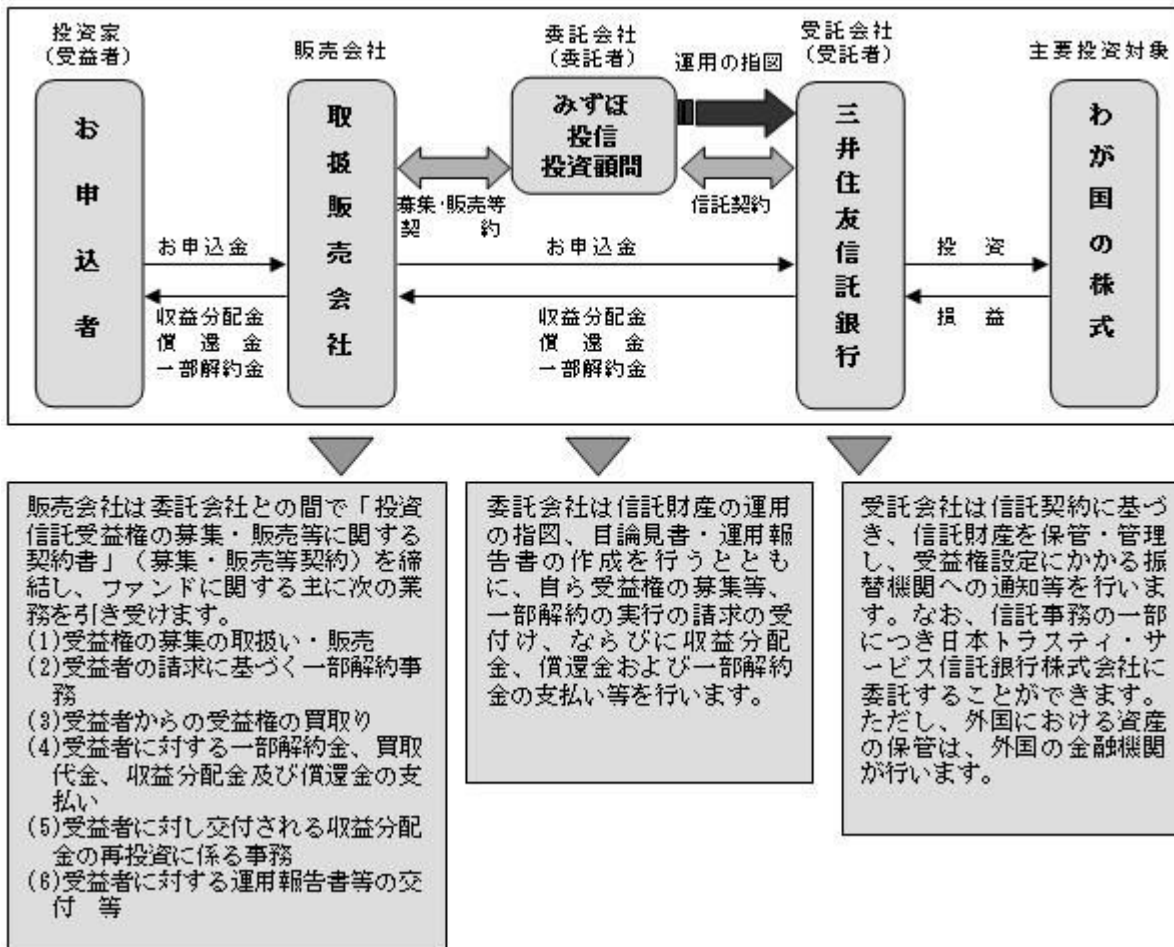 投資家
(受益者)
お申込者
販売会社
取扱販売会社
委託会社
(委託者)
みずほ
投信
投資顧問
運用の指図
受託会社
(受託者)
三井住友信託銀行
主要投資対象
わが国の株式
募集・販売等
契　約
信託契約
お申込金
収益分配金
償　還　金
一部解約金
お申込金
収益分配金
償　還　金
一部解約金
投　資
損　益
販売会社は委託会社との間で「投資
信託受益権の募集・販売等に関する
契約書」（募集・販売等契約）を締
結し、ファンドに関する主に次の業
務を引き受けます。
(1)受益権の募集の取扱い・販売
(2)受益者の請求に基づく一部解約事
務
(3)受益者からの受益権の買取り
(4)受益者に対する一部解約金、買取
代金、収益分配金及び償還金の支
払い
(5)受益者に対し交付される収益分配
金の再投資に係る事務
(6)受益者に対する運用報告書等の交
付　等
委託会社は信託財産の運用
の指図、目論見書・運用報
告書の作成を行うととも
に、自ら受益権の募集等、
一部解約の実行の請求の受
付け、ならびに収益分配
金、償還金および一部解約
金の支払い等を行います。
受託会社は信託契約に基づ
き、信託財産を保管・管理
し、受益権設定にかかる振
替機関への通知等を行いま
す。なお、信託事務の一部
につき日本トラスティ・サ
ービス信託銀行株式会社に
委託することができます。
ただし、外国における資産
の保管は、外国の金融機関
が行います。